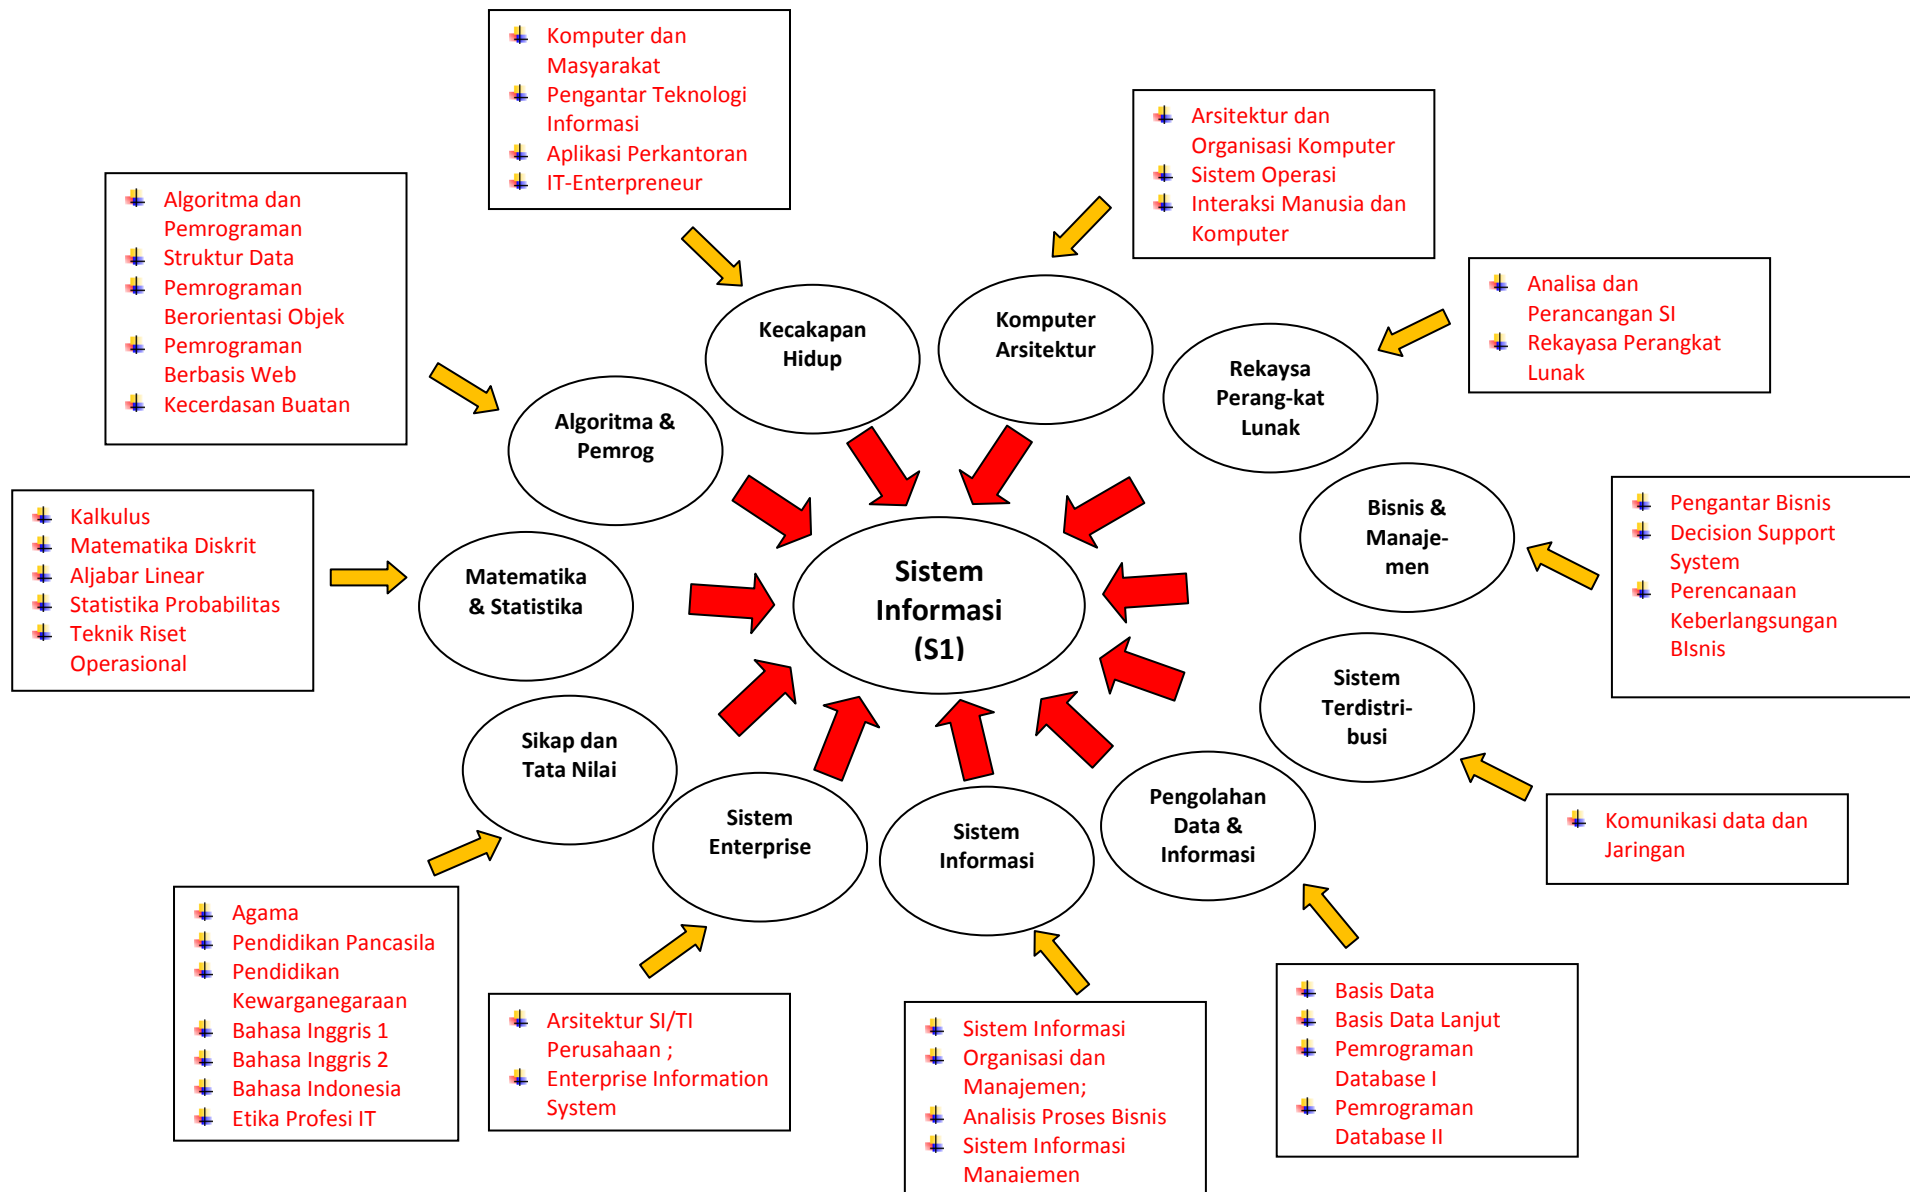 Komputer dan
Masyarakat
Pengantar Teknologi
Informasi
Aplikasi Perkantoran
IT-Enterpreneur
Arsitektur dan
Organisasi Komputer
Sistem Operasi
Interaksi Manusia dan
Komputer
Algoritma dan
Pemrograman
Struktur Data
Pemrograman
Berorientasi Objek
Pemrograman
Berbasis Web
Kecerdasan Buatan
Analisa dan
Perancangan SI
Rekayasa Perangkat
Lunak
Kecakapan
Hidup
Komputer
Arsitektur
Rekaysa
Perang-kat
Lunak
Algoritma &
Pemrog
Kalkulus
Matematika Diskrit
Aljabar Linear
Statistika Probabilitas
Teknik Riset
Operasional
Matematika
& Statistika
Sistem
Informasi
(S1)
Bisnis &
Manaje-
men
Pengantar Bisnis
Decision Support
System
Perencanaan
Keberlangsungan
BIsnis
Sikap dan
Tata Nilai
Sistem
Enterprise
Sistem
Informasi
Pengolahan
Data &
Informasi
Sistem
Terdistri-
busi
Komunikasi data dan
Jaringan
Agama
Pendidikan Pancasila
Pendidikan
Kewarganegaraan
Bahasa Inggris 1
Bahasa Inggris 2
Bahasa Indonesia
Etika Profesi IT
Arsitektur SI/TI
Perusahaan ;
Enterprise Information
System
Sistem Informasi
Organisasi dan
Manajemen;
Analisis Proses Bisnis
Sistem Informasi
Manajemen
Basis Data
Basis Data Lanjut
Pemrograman
Database I
Pemrograman
Database II